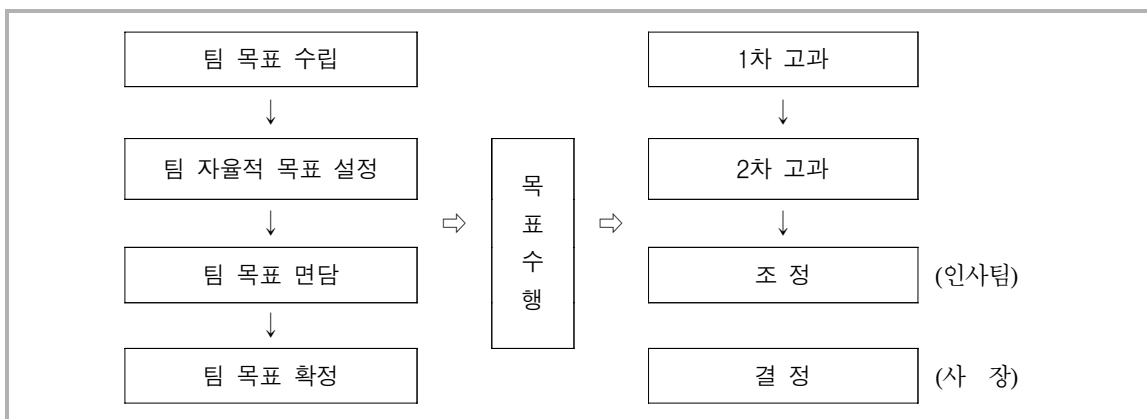 팀 목표 수립
↓
팀 자율적 목표 설정
↓
팀 목표 면담
↓
팀 목표 확정
⇨
목
표
수
행
⇨
1차 고과
↓
2차 고과
↓
조 정 (인사팀)
결 정 (사 장)